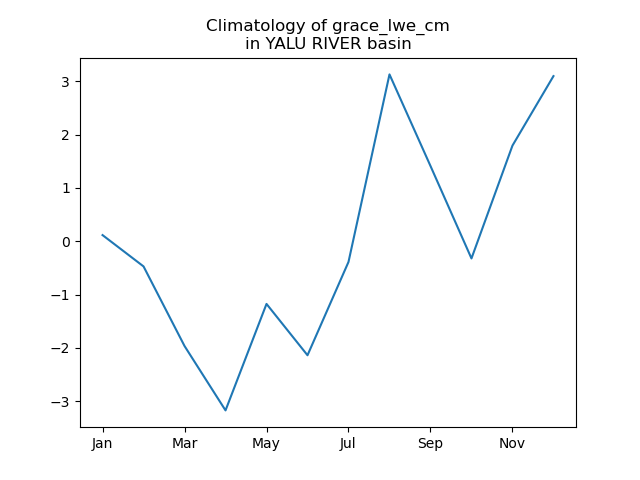 Climatology of grace_lwe_cm
in YALU RIVER basin
3
2
1
0
−1
−2
−3
Jan Mar May Jul Sep Nov